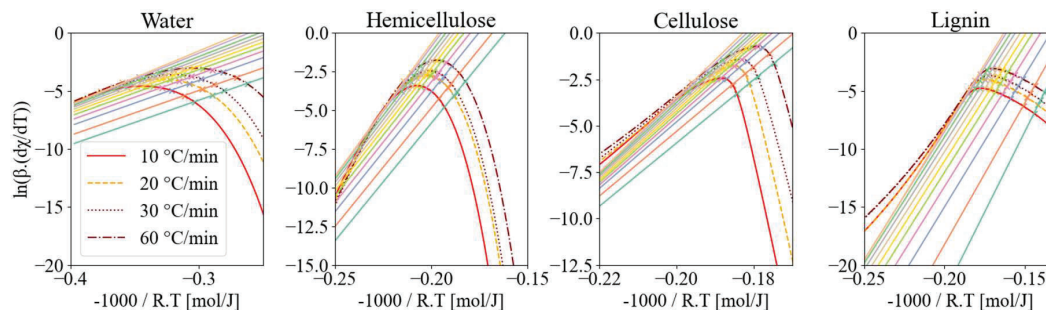 Water
Hemicellulose
Cellulose
Lignin
ln(β.(dχ/dT))
0
−5
−10
−15
−20
−0.4
−0.3
-1000 / R.T [mol/J]
10 °C/min
20 °C/min
30 °C/min
60 °C/min
0.0
−2.5
−5.0
−7.5
−10.0
−12.5
−15.0
−0.25
−0.20
−0.15
-1000 / R.T [mol/J]
0.0
−2.5
−5.0
−7.5
−10.0
−12.5
−0.22
−0.20
−0.18
-1000 / R.T [mol/J]
0
−5
−10
−15
−20
−0.25
−0.20
−0.15
-1000 / R.T [mol/J]